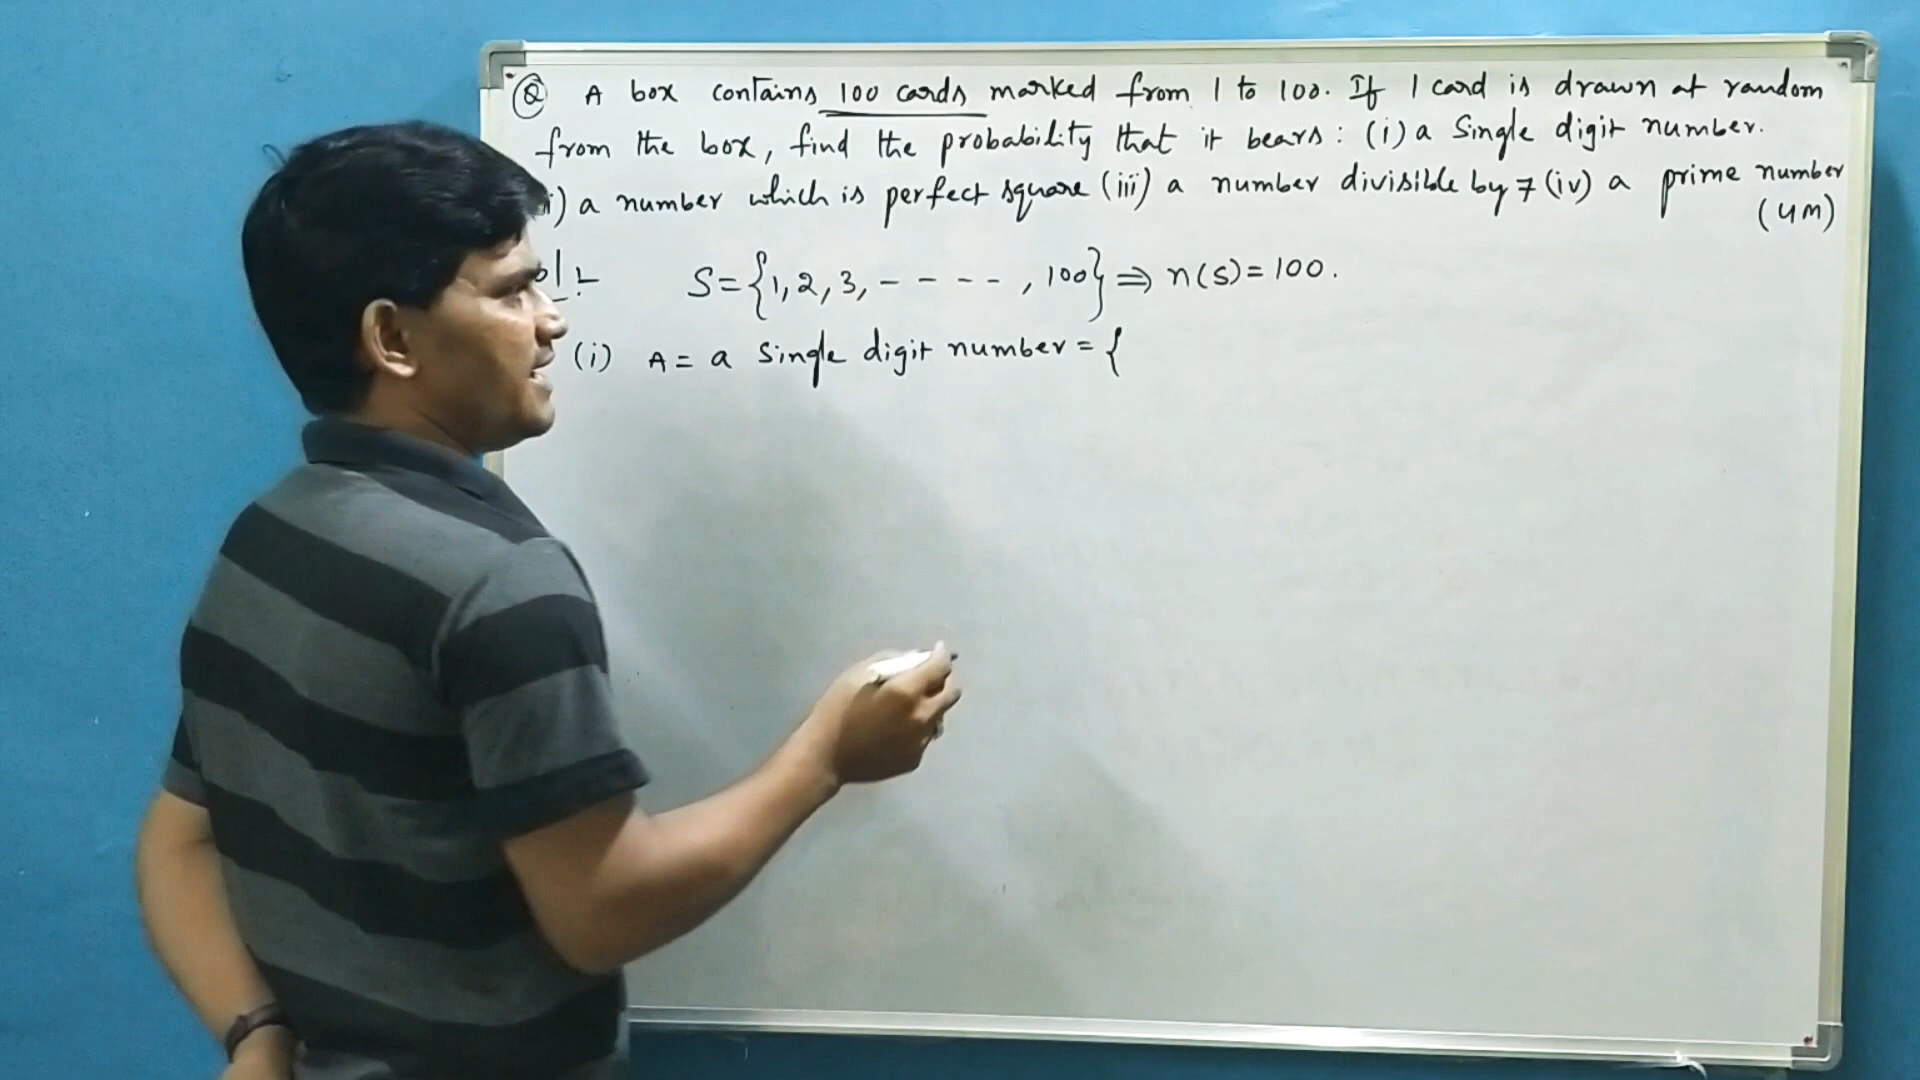 Q A box contains 100 cards marked from 1 to 100. If 1 card is drawn at random
from the box, find the probability that it bears: (i) a single digit number.
i) a number which is perfect square (iii) a number divisible by 7 (iv) a prime number
(4M)
S={1,2,3,- - - - ,100} ⇒ n(S)=100.
(i) A= a single digit number = {